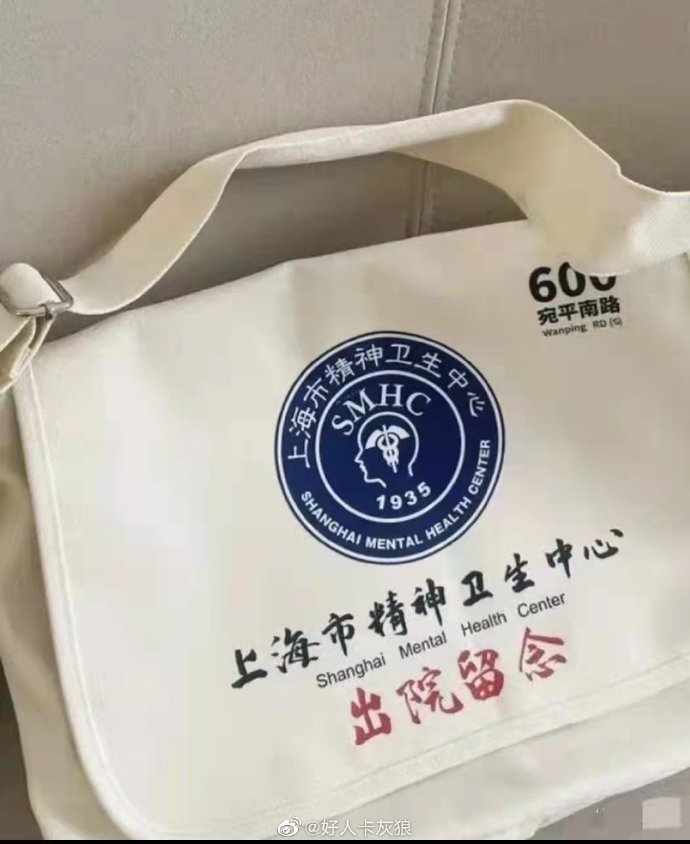 600
宛平南路
Wanping RD (S)
上海市精神卫生中心
SMHC
1935
SHANGHAI MENTAL HEALTH CENTER
上海市精神卫生中心
Shanghai Mental Health Center
出院留念
@好人卡灰狼